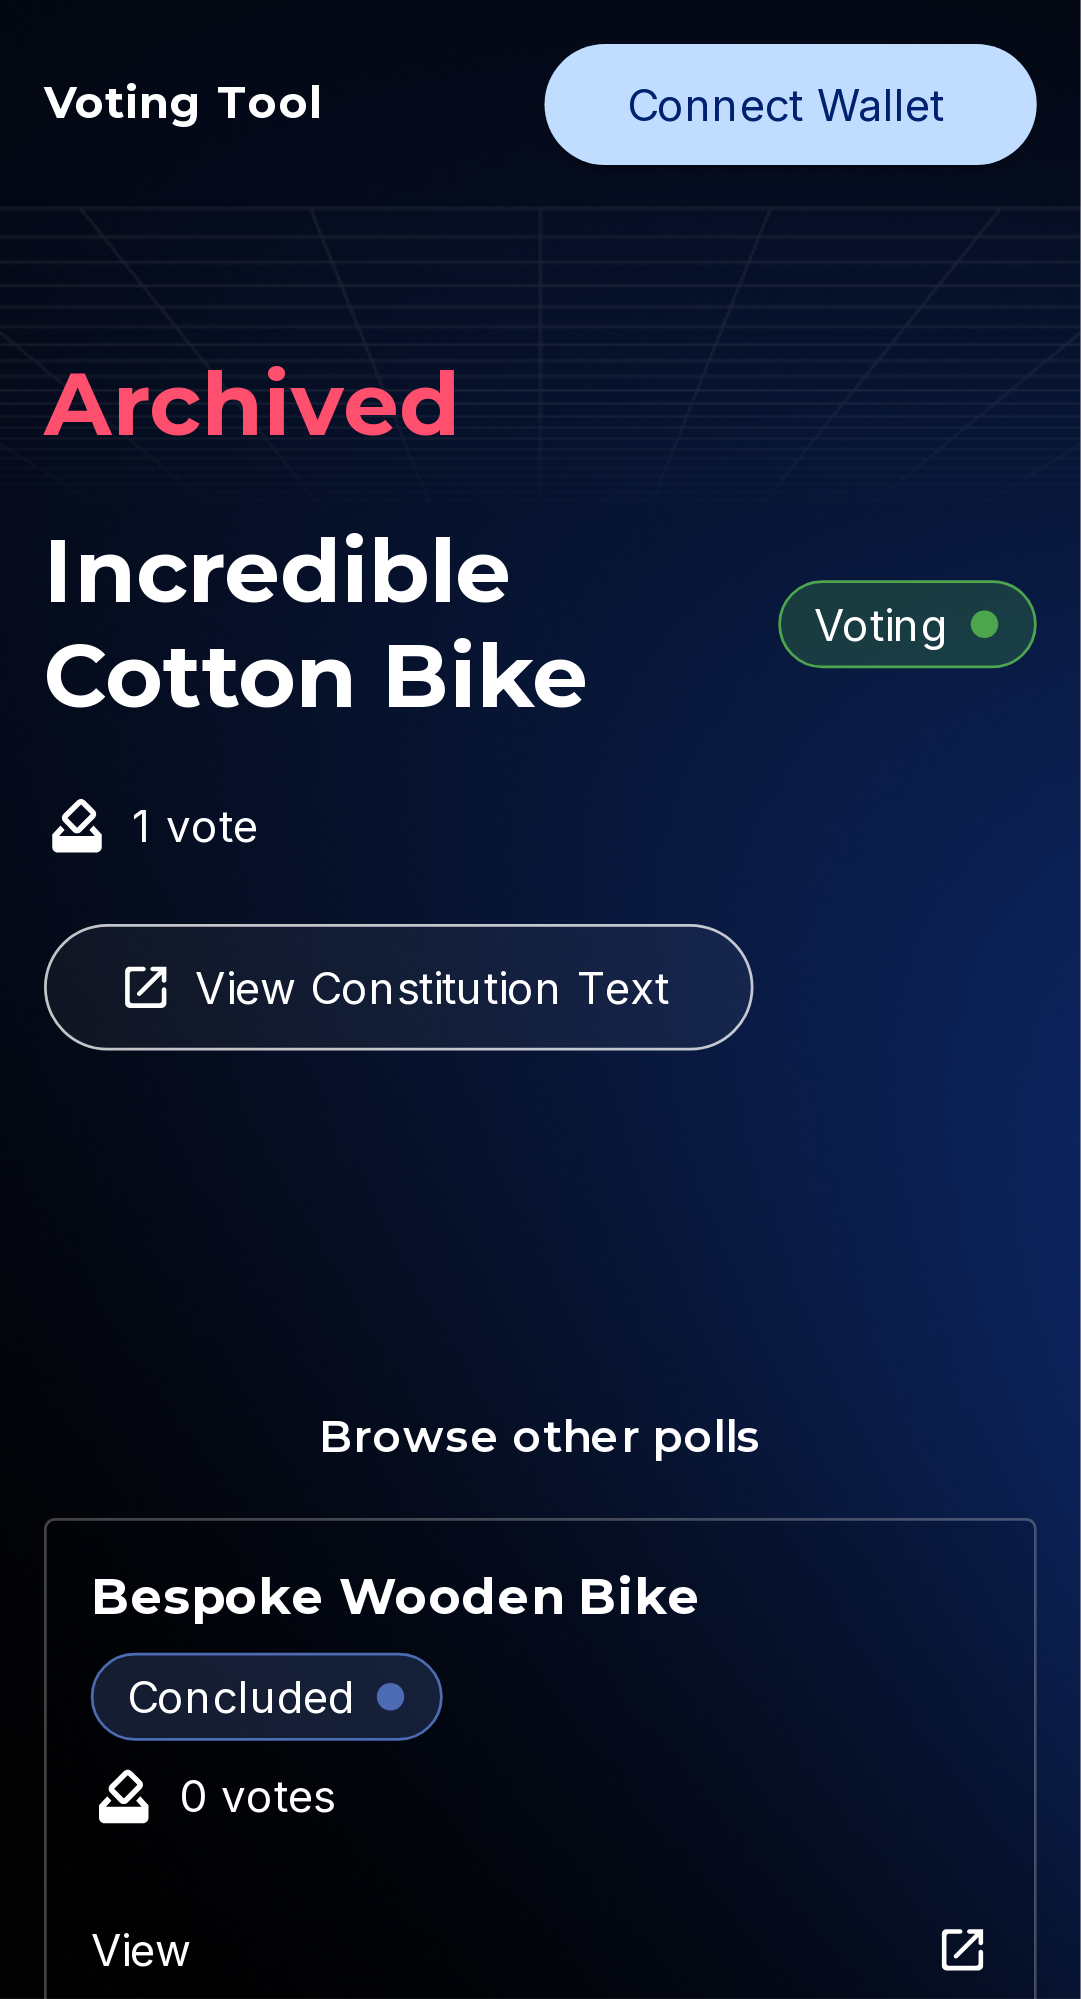 Voting Tool
Connect Wallet
Archived
Incredible
Cotton Bike
Voting
1 vote
View Constitution Text
Browse other polls
Bespoke Wooden Bike
Concluded
0 votes
View